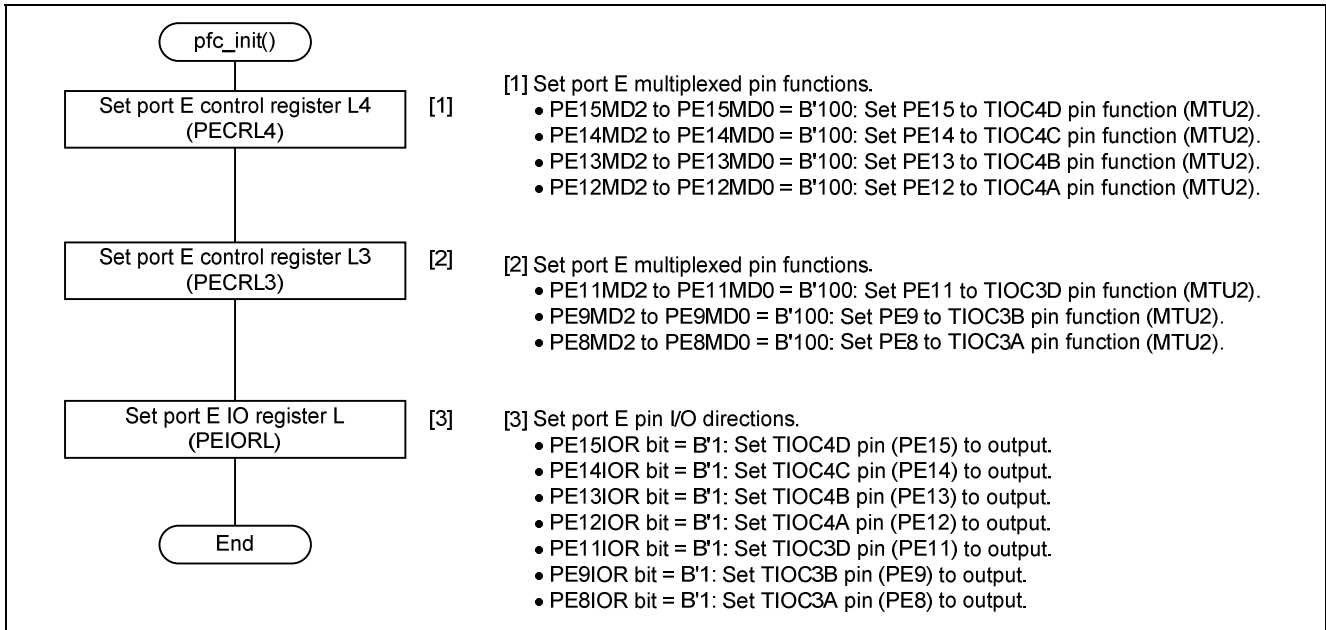 pfc_init()
Set port E control register L4
(PECRL4)
[1]
[1] Set port E multiplexed pin functions.
• PE15MD2 to PE15MD0 = B'100: Set PE15 to TIOC4D pin function (MTU2).
• PE14MD2 to PE14MD0 = B'100: Set PE14 to TIOC4C pin function (MTU2).
• PE13MD2 to PE13MD0 = B'100: Set PE13 to TIOC4B pin function (MTU2).
• PE12MD2 to PE12MD0 = B'100: Set PE12 to TIOC4A pin function (MTU2).
Set port E control register L3
(PECRL3)
[2]
[2] Set port E multiplexed pin functions.
• PE11MD2 to PE11MD0 = B'100: Set PE11 to TIOC3D pin function (MTU2).
• PE9MD2 to PE9MD0 = B'100: Set PE9 to TIOC3B pin function (MTU2).
• PE8MD2 to PE8MD0 = B'100: Set PE8 to TIOC3A pin function (MTU2).
Set port E IO register L
(PEIORL)
[3]
[3] Set port E pin I/O directions.
• PE15IOR bit = B'1: Set TIOC4D pin (PE15) to output.
• PE14IOR bit = B'1: Set TIOC4C pin (PE14) to output.
• PE13IOR bit = B'1: Set TIOC4B pin (PE13) to output.
• PE12IOR bit = B'1: Set TIOC4A pin (PE12) to output.
• PE11IOR bit = B'1: Set TIOC3D pin (PE11) to output.
• PE9IOR bit = B'1: Set TIOC3B pin (PE9) to output.
• PE8IOR bit = B'1: Set TIOC3A pin (PE8) to output.
End